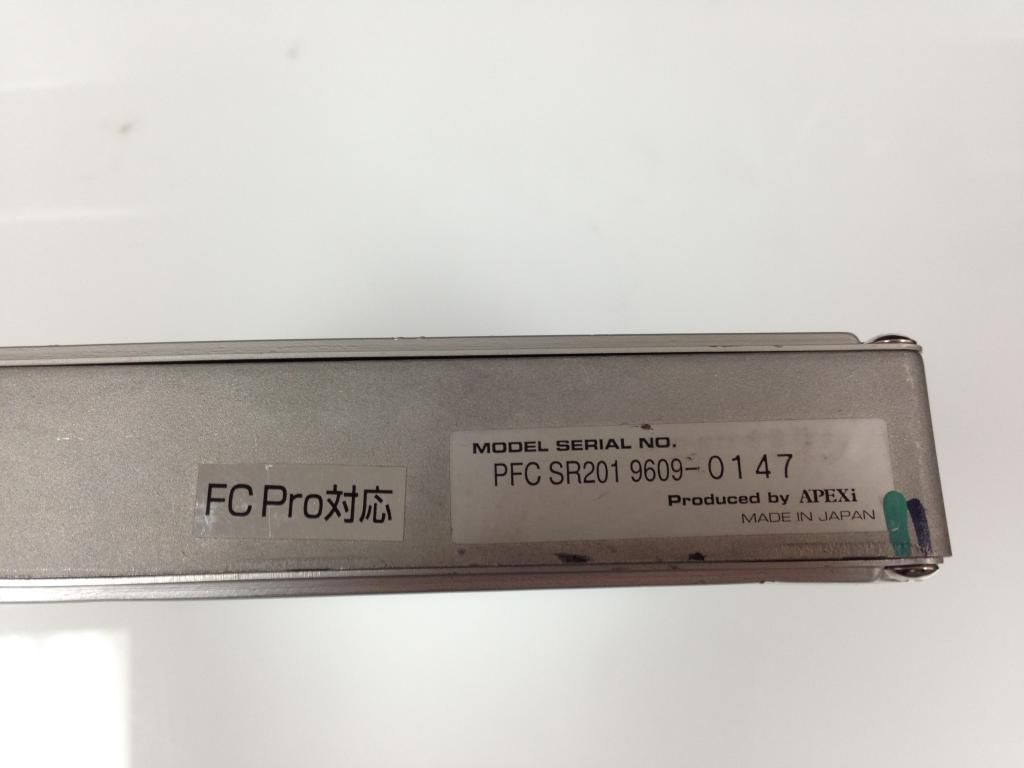 FC Pro対応
MODEL SERIAL NO.
PFC SR201 9609-0147
Produced by APEXi
MADE IN JAPAN